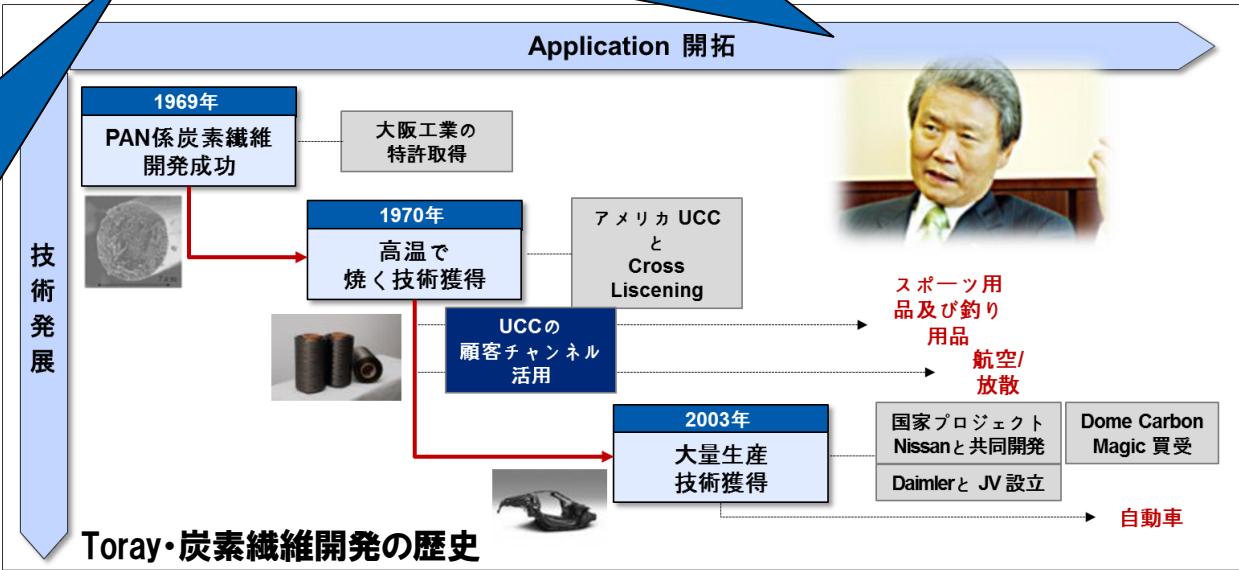 Application 開拓
技
術
発
展
1969年
PAN係炭素繊維
開発成功
大阪工業の
特許取得
1970年
高温で
焼く技術獲得
アメリカ UCC
と
Cross
Liscening
UCCの
顧客チャンネル
活用
スポーツ用
品及び釣り
用品
航空/
放散
2003年
大量生産
技術獲得
国家プロジェクト
Nissanと共同開発
Dome Carbon
Magic 買受
Daimlerと JV 設立
自動車
Toray・炭素繊維開発の歴史